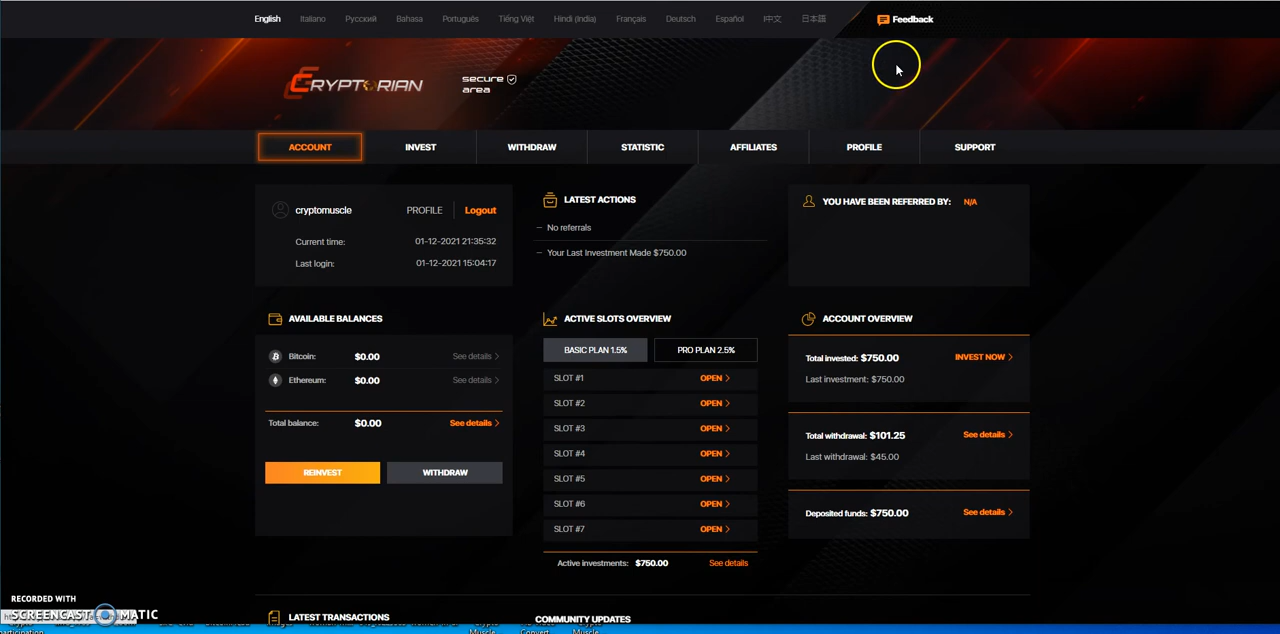 English Italiano Русский Bahasa Português Tiếng Việt Hindi (India) Français Deutsch Español 中文 日本語 Feedback
CRYPTORIAN
secure
area
ACCOUNT INVEST WITHDRAW STATISTIC AFFILIATES PROFILE SUPPORT
cryptomuscle PROFILE Logout
Current time: 01-12-2021 21:35:32
Last login: 01-12-2021 15:04:17
LATEST ACTIONS
No referrals
Your Last Investment Made $750.00
YOU HAVE BEEN REFERRED BY: N/A
AVAILABLE BALANCES
Bitcoin: $0.00 See details
Ethereum: $0.00 See details
Total balance: $0.00 See details
REINVEST WITHDRAW
ACTIVE SLOTS OVERVIEW
BASIC PLAN 1.5% PRO PLAN 2.5%
SLOT #1 OPEN
SLOT #2 OPEN
SLOT #3 OPEN
SLOT #4 OPEN
SLOT #5 OPEN
SLOT #6 OPEN
SLOT #7 OPEN
Active investments: $750.00 See details
ACCOUNT OVERVIEW
Total invested: $750.00 INVEST NOW
Last investment: $750.00
Total withdrawal: $101.25 See details
Last withdrawal: $45.00
Deposited funds: $750.00 See details
LATEST TRANSACTIONS
COMMUNITY UPDATES
RECORDED WITH
SCREENCAST MATIC
participation Muscle Convert Muscle